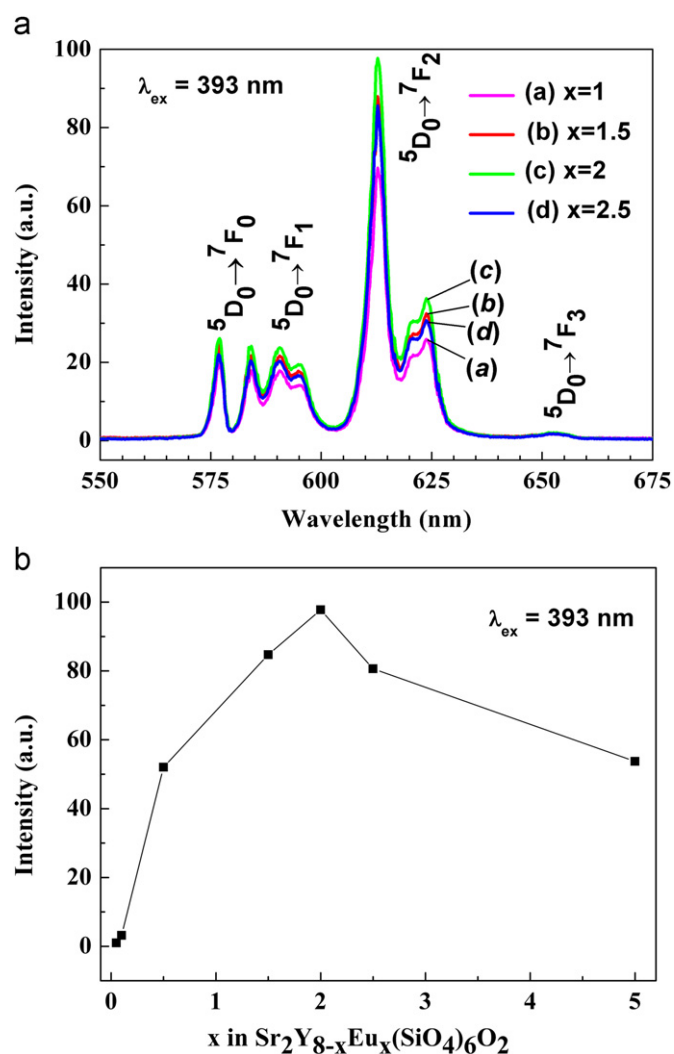 a
λex = 393 nm
(a) x=1
(b) x=1.5
(c) x=2
(d) x=2.5
⁵D₀→⁷F₀
⁵D₀→⁷F₁
⁵D₀→⁷F₂
⁵D₀→⁷F₃
(c)
(b)
(d)
(a)
100
80
60
40
20
0
Intensity (a.u.)
550 575 600 625 650 675
Wavelength (nm)
b
λex = 393 nm
100
80
60
40
20
0
Intensity (a.u.)
0 1 2 3 4 5
x in Sr₂Y₈₋ₓEuₓ(SiO₄)₆O₂